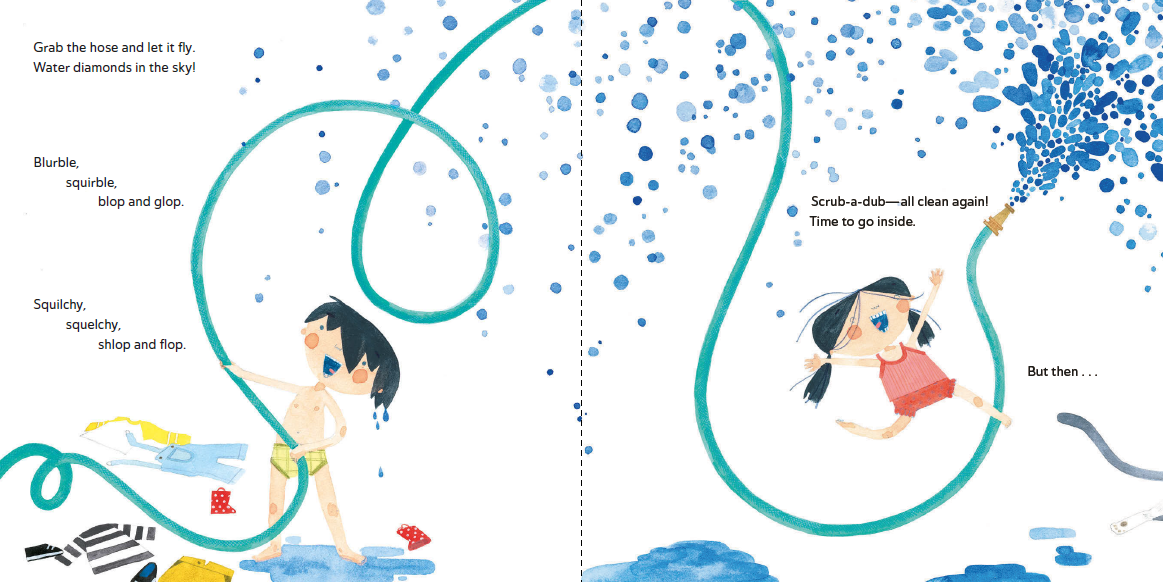 Grab the hose and let it fly.
Water diamonds in the sky!
Blurble,
squirble,
blop and glop.
Squilchy,
squelchy,
shlop and flop.
Scrub-a-dub—all clean again!
Time to go inside.
But then . . .